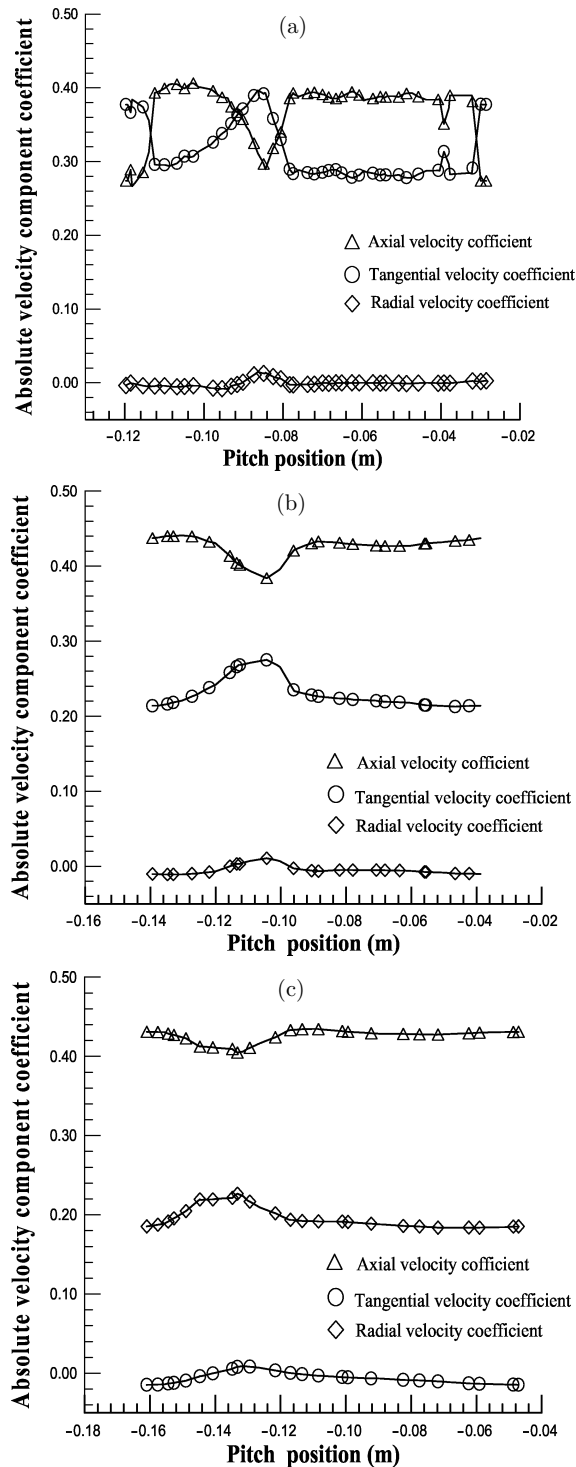 (a)
Absolute velocity component coefficient
0.50
0.40
0.30
0.20
0.10
0.00
Axial velocity cofficient
Tangential velocity coefficient
Radial velocity coefficient
−0.12 −0.10 −0.08 −0.06 −0.04 −0.02
Pitch position (m)
(b)
Absolute velocity component coefficient
0.50
0.40
0.30
0.20
0.10
0.00
Axial velocity cofficient
Tangential velocity coefficient
Radial velocity coefficient
−0.16 −0.14 −0.12 −0.10 −0.08 −0.06 −0.04 −0.02
Pitch position (m)
(c)
Absolute velocity component coefficient
0.50
0.40
0.30
0.20
0.10
0.00
Axial velocity cofficient
Tangential velocity coefficient
Radial velocity coefficient
−0.18 −0.16 −0.14 −0.12 −0.10 −0.08 −0.06 −0.04
Pitch position (m)